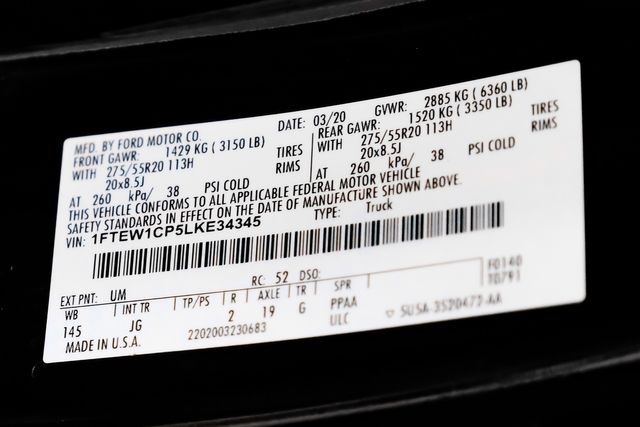 MFD. BY FORD MOTOR CO.
DATE: 03/20
GVWR: 2885 KG ( 6360 LB)
FRONT GAWR: 1429 KG ( 3150 LB)
WITH 275/55R20 113H TIRES
20x8.5J RIMS
AT 260 kPa/ 38 PSI COLD
REAR GAWR: 1520 KG ( 3350 LB)
WITH 275/55R20 113H TIRES
20x8.5J RIMS
AT 260 kPa/ 38 PSI COLD
THIS VEHICLE CONFORMS TO ALL APPLICABLE FEDERAL MOTOR VEHICLE
SAFETY STANDARDS IN EFFECT ON THE DATE OF MANUFACTURE SHOWN ABOVE.
VIN: 1FTEW1CP5LKE34345
TYPE: Truck
RC: 52 DSO:
F0140
T0791
EXT PNT: UM
WB INT TR TP/PS R AXLE TR SPR
145 JG 2 19 G PPAA
ULC
5U5A-3520472-AA
MADE IN U.S.A. 2202003230683